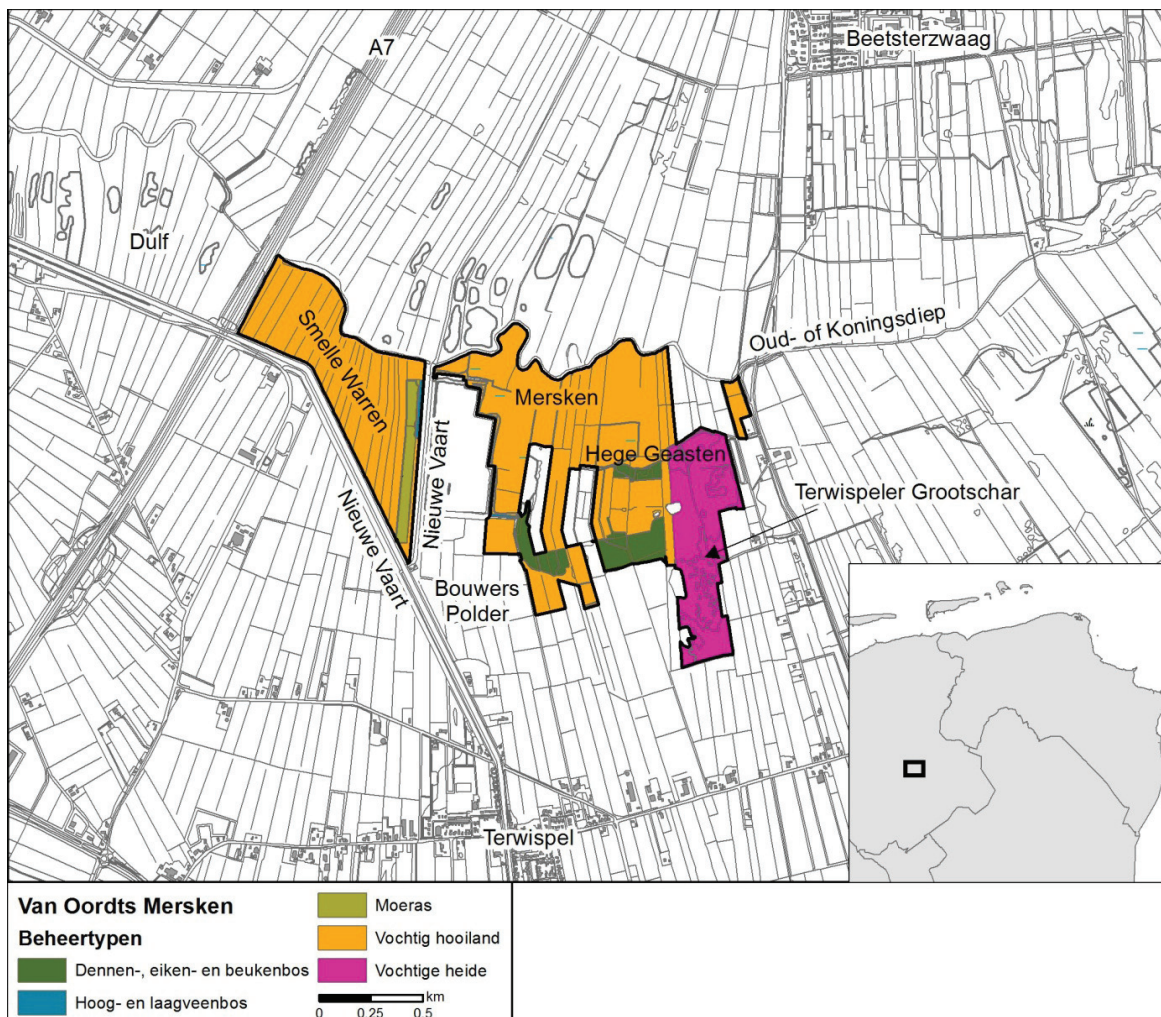 A7
Beetsterzwaag
Dulf
Smelle Warren
Oud- of Koningsdiep
Mersken
Hege Geasten
Nieuwe Vaart
Terwispeler Grootschar
Nieuwe Vaart
Bouwers
Polder
Terwispel
Van Oordts Mersken
Beheertypen
Dennen-, eiken- en beukenbos
Hoog- en laagveenbos
Moeras
Vochtig hooiland
Vochtige heide
km
0 0.25 0.5